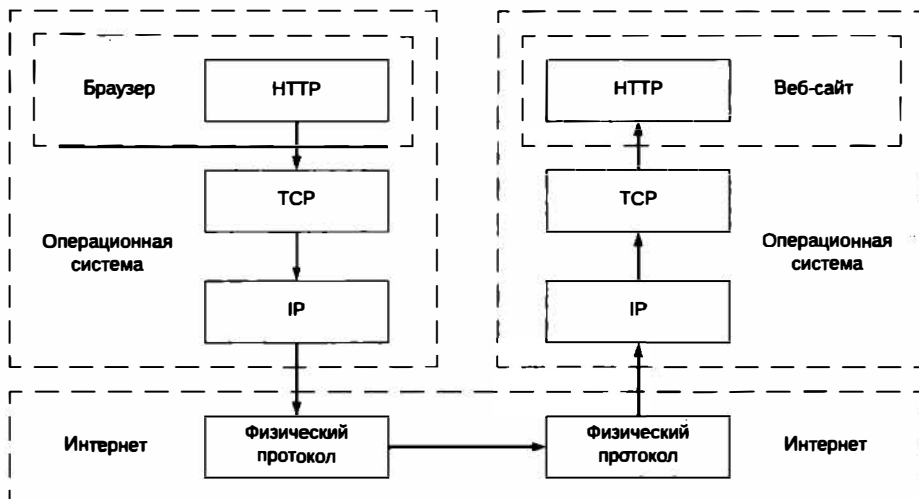 Браузер
HTTP
HTTP
Веб-сайт
TCP
TCP
Операционная
система
Операционная
система
IP
IP
Интернет
Физический
протокол
Физический
протокол
Интернет